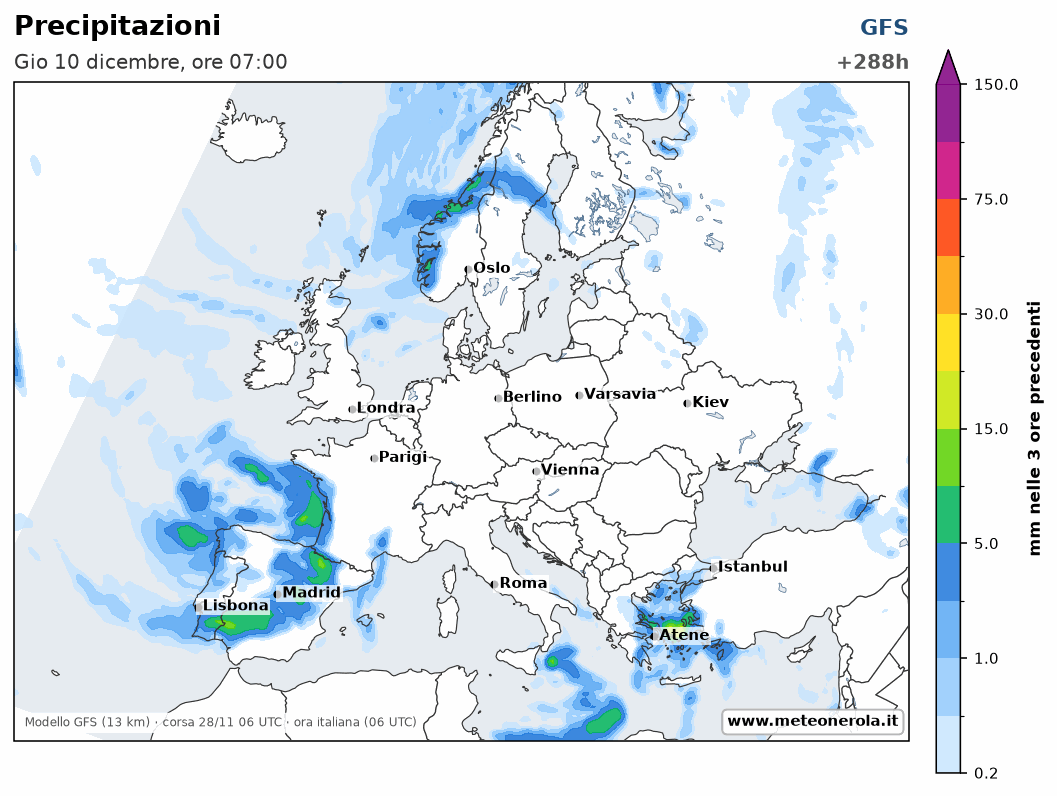 Precipitazioni
GFS
Gio 10 dicembre, ore 07:00
+288h
150.0
75.0
30.0
15.0
5.0
1.0
0.2
mm nelle 3 ore precedenti
Oslo
Berlino
Varsavia
Kiev
Londra
Parigi
Vienna
Istanbul
Roma
Madrid
Lisbona
Atene
Modello GFS (13 km) · corsa 28/11 06 UTC · ora italiana (06 UTC)
www.meteonerola.it